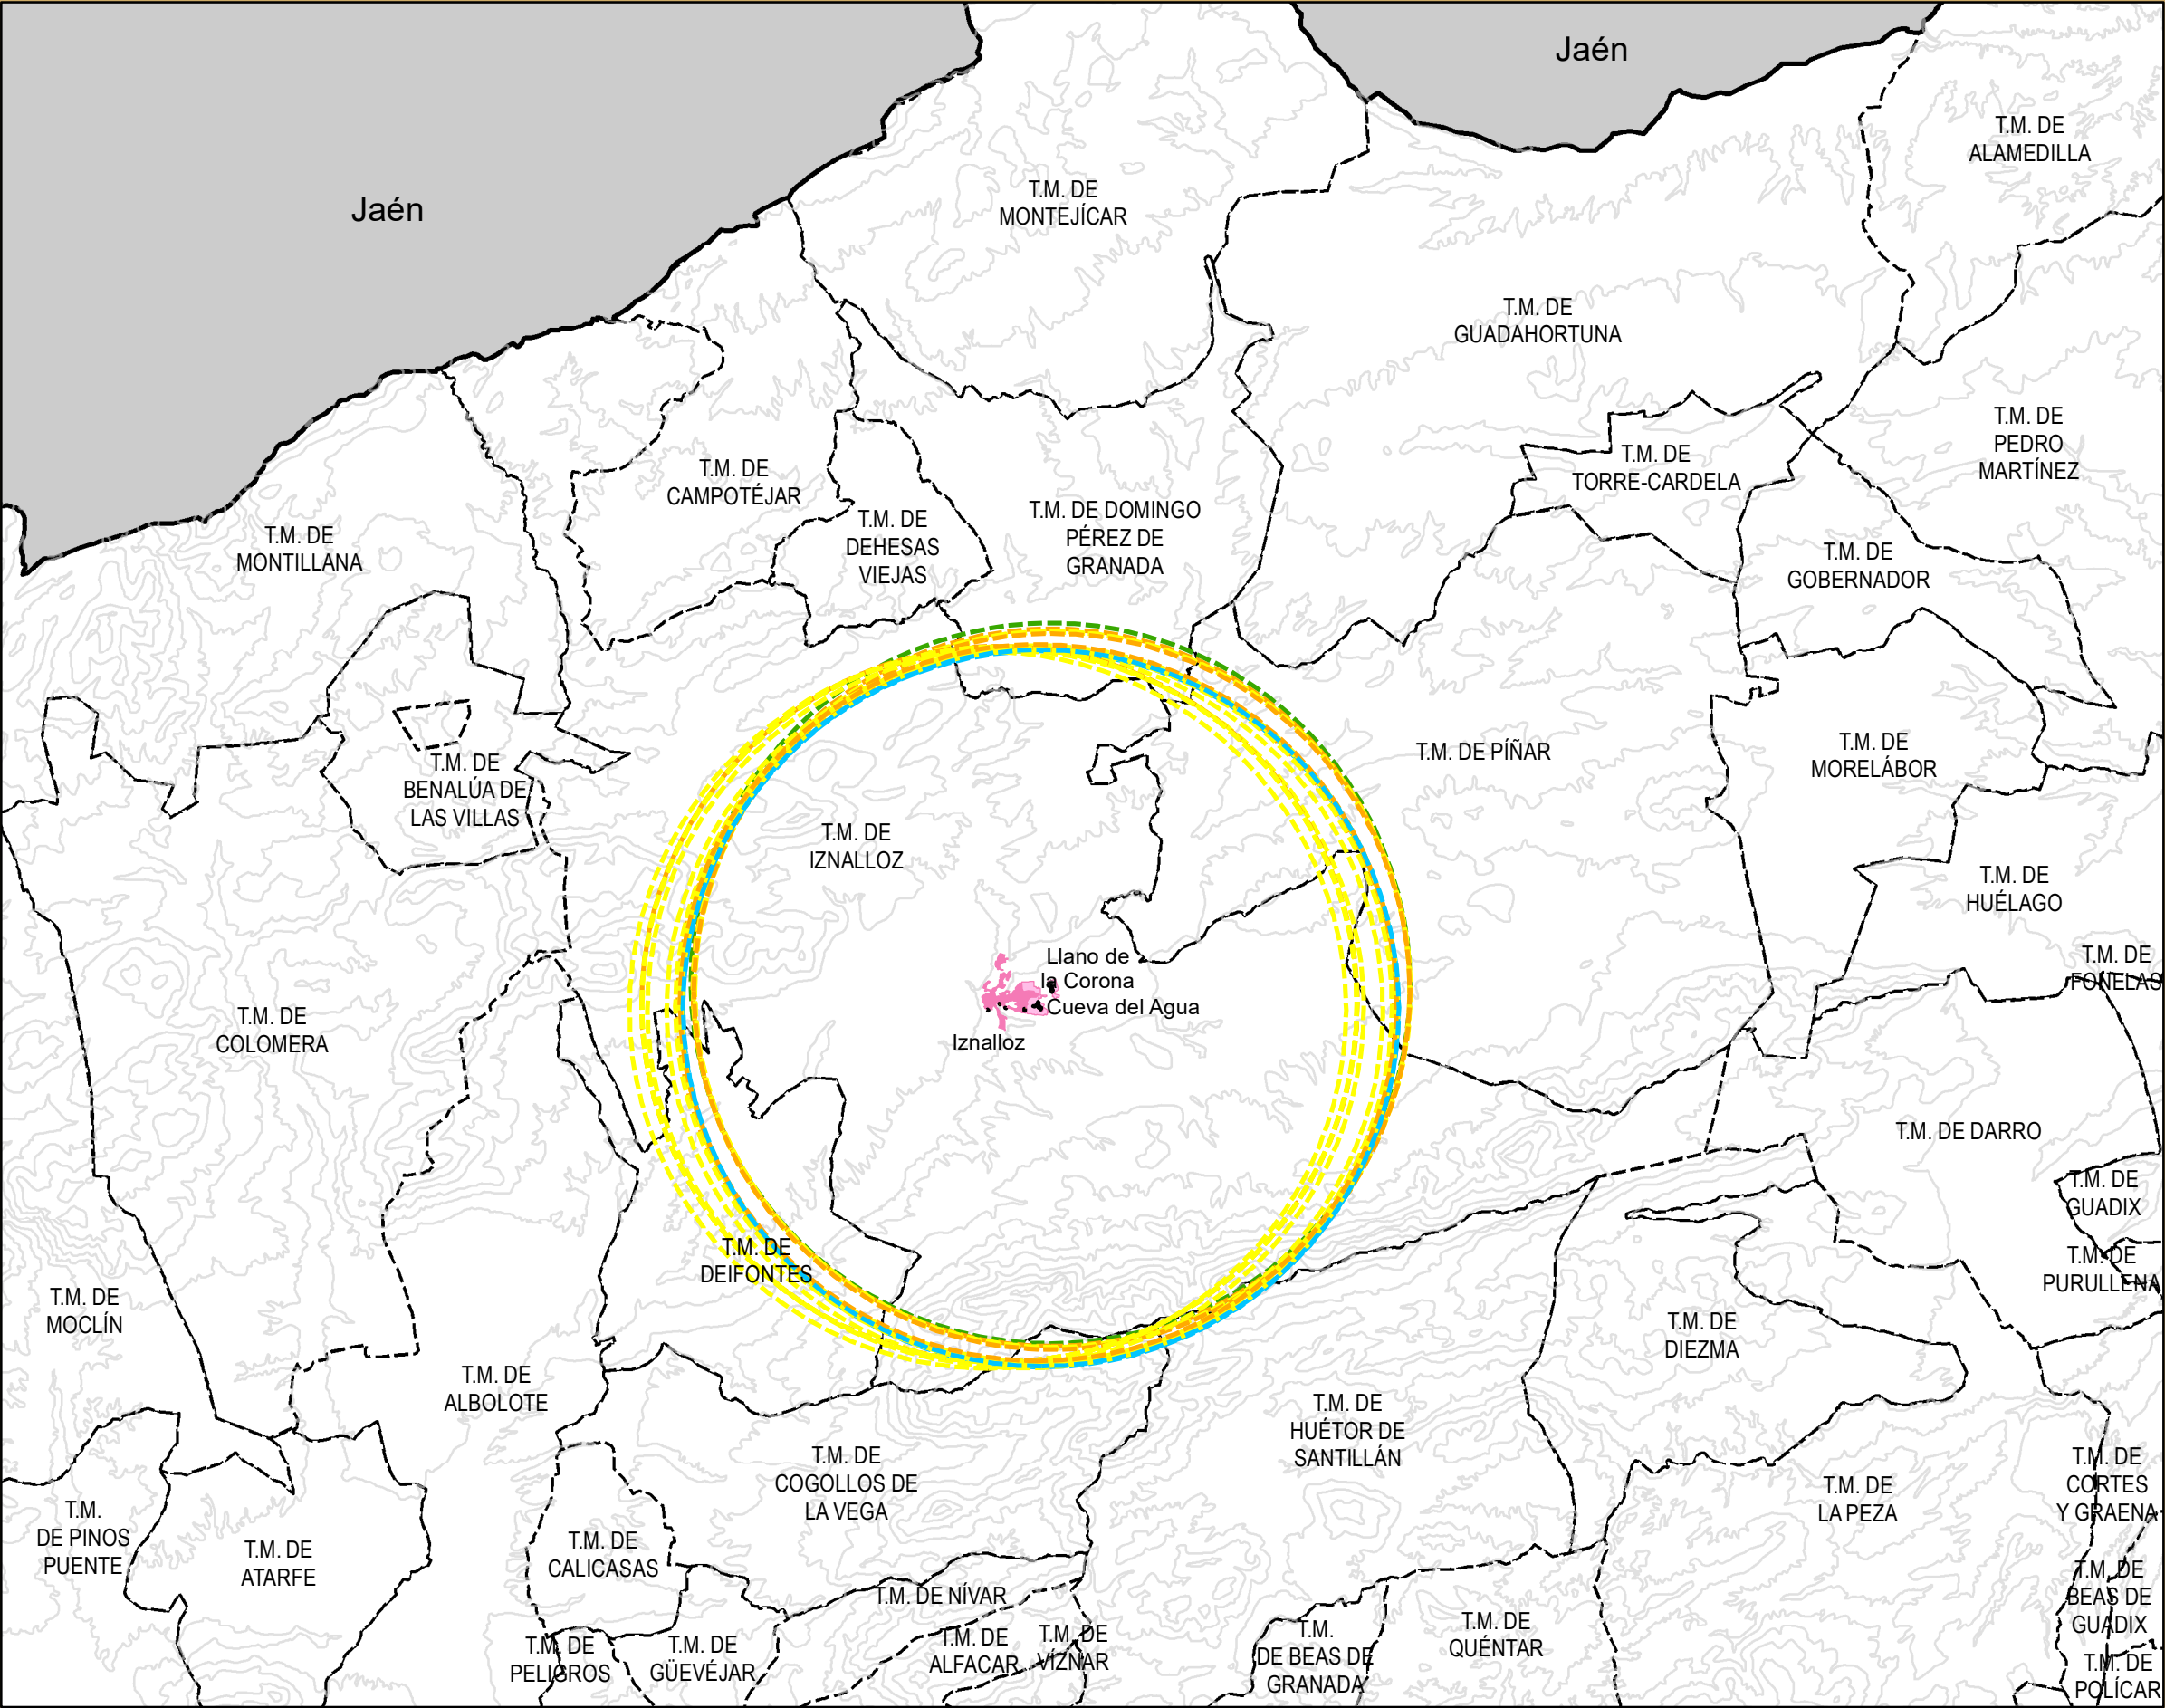 Jaén
Jaén
T.M. DE
ALAMEDILLA
T.M. DE
MONTEJÍCAR
T.M. DE
GUADAHORTUNA
T.M. DE
PEDRO
MARTÍNEZ
T.M. DE
TORRE-CARDELA
T.M. DE
CAMPOTÉJAR
T.M. DE DOMINGO
PÉREZ DE
GRANADA
T.M. DE
DEHESAS
VIEJAS
T.M. DE
MONTILLANA
T.M. DE
GOBERNADOR
T.M. DE PÍÑAR
T.M. DE
MORELÁBOR
T.M. DE
BENALÚA DE
LAS VILLAS
T.M. DE
IZNALLOZ
T.M. DE
HUÉLAGO
T.M. DE
FONELAS
Llano de
la Corona
Cueva del Agua
Iznalloz
T.M. DE
COLOMERA
T.M. DE DARRO
T.M. DE
GUADIX
T.M. DE
DEIFONTES
T.M. DE
PURULLENA
T.M. DE
MOCLÍN
T.M. DE
DIEZMA
T.M. DE
ALBOLOTE
T.M. DE
HUÉTOR DE
SANTILLÁN
T.M. DE
COGOLLOS DE
LA VEGA
T.M. DE
CORTES
Y GRAENA
T.M. DE
LA PEZA
T.M.
DE PINOS
PUENTE
T.M. DE
ATARFE
T.M. DE
CALICASAS
T.M. DE NÍVAR
T.M. DE
BEAS DE
GUADIX
T.M. DE
PELIGROS
T.M. DE
GÜEVÉJAR
T.M. DE
ALFACAR
T.M. DE
VÍZNAR
T.M.
DE BEAS DE
GRANADA
T.M. DE
QUÉNTAR
T.M. DE
POLÍCAR